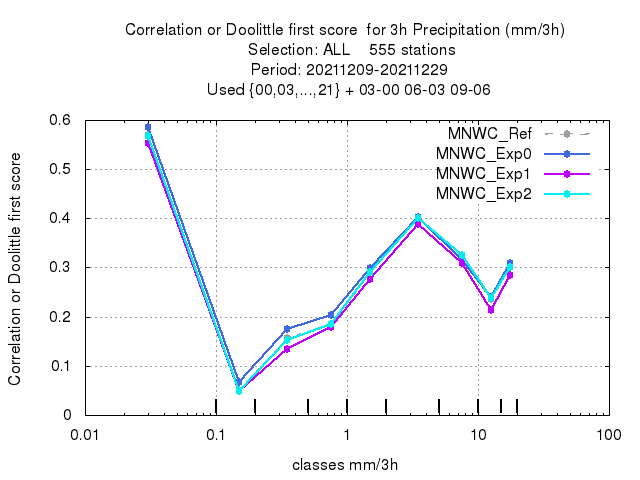 Correlation or Doolittle first score  for 3h Precipitation (mm/3h)
Selection: ALL    555 stations
Period: 20211209-20211229
Used {00,03,...,21} + 03-00 06-03 09-06
Correlation or Doolittle first score
0.6
0.5
0.4
0.3
0.2
0.1
0
MNWC_Ref
MNWC_Exp0
MNWC_Exp1
MNWC_Exp2
0.01 0.1 1 10 100
classes mm/3h